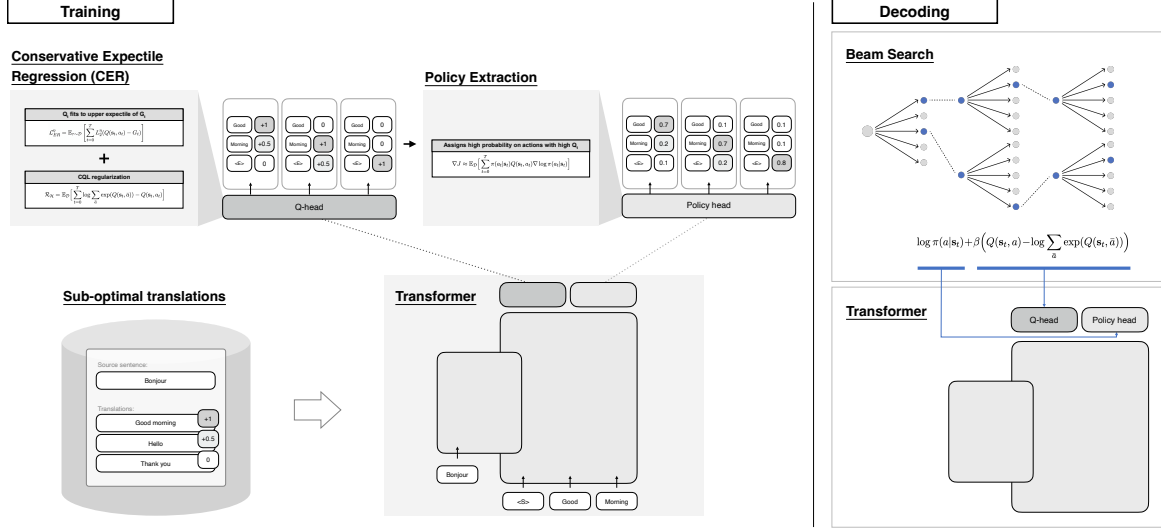 Training
Conservative Expectile
Regression (CER)
Q_t fits to upper expectile of G_t
+
CQL regularization
Good +1
Morning +0.5
<E> 0
Good 0
Morning +1
<E> +0.5
Good 0
Morning 0
<E> +1
Q-head
Policy Extraction
Assigns high probability on actions with high Q_t
Good 0.7
Morning 0.2
<E> 0.1
Good 0.1
Morning 0.7
<E> 0.2
Good 0.1
Morning 0.1
<E> 0.8
Policy head
Sub-optimal translations
Source sentence:
Bonjour
Translations:
Good morning +1
Hello +0.5
Thank you 0
Transformer
Bonjour
<S>
Good
Morning
Decoding
Beam Search
log π(a|s_t)+β(Q(s_t, a)−log∑_ā exp(Q(s_t, ā)))
Transformer
Q-head
Policy head